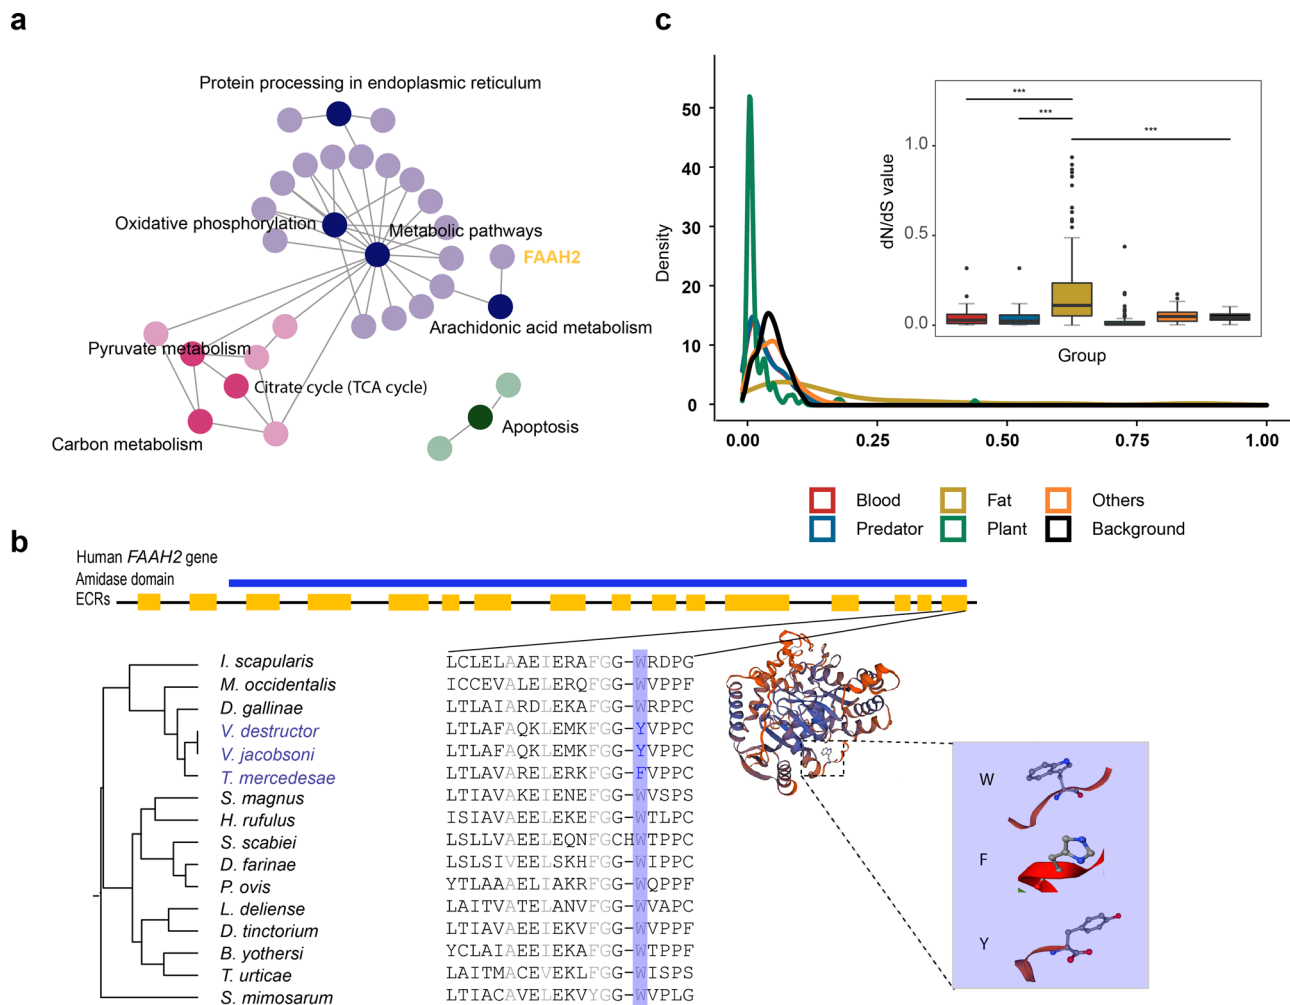 a
Protein processing in endoplasmic reticulum
Oxidative phosphorylation
Metabolic pathways
FAAH2
Arachidonic acid metabolism
Pyruvate metabolism
Citrate cycle (TCA cycle)
Carbon metabolism
Apoptosis
c
Density
50
40
30
20
10
0
0.00
0.25
0.50
0.75
1.00
dN/dS value
1.0
0.5
0.0
***
***
***
Group
Blood
Fat
Others
Predator
Plant
Background
b
Human FAAH2 gene
Amidase domain
ECRs
I. scapularis LCLELAAEIERAFGG-WRDPG
M. occidentalis ICCEVALELERQFGG-WVPPF
D. gallinae LTLAIARDLEKAFGG-WRPPC
V. destructor LTLAFAQKLEMKFGG-YVPPC
V. jacobsoni LTLAFAQKLEMKFGG-YVPPC
T. mercedesae LTLAVARELERKFGG-FVPPC
S. magnus LTIAVAKEIENEFGG-WVSPS
H. rufulus ISIAVAEELEKEFGG-WTLPC
S. scabiei LSLLVAEELEQNFGCHWTPPC
D. farinae LSLSIVEELSKHFGG-WIPPC
P. ovis YTLAAAELIAKRFGG-WQPPF
L. deliense LAITVATELANVFGG-WVAPC
D. tinctorium LTIAVAEEIEKVFGG-WVPPF
B. yothersi YCLAIAEEIEKAFGG-WTPPF
T. urticae LAITMACEVEKLFGG-WISPS
S. mimosarum LTIACAVELEKVYGG-WVPLG
W
F
Y